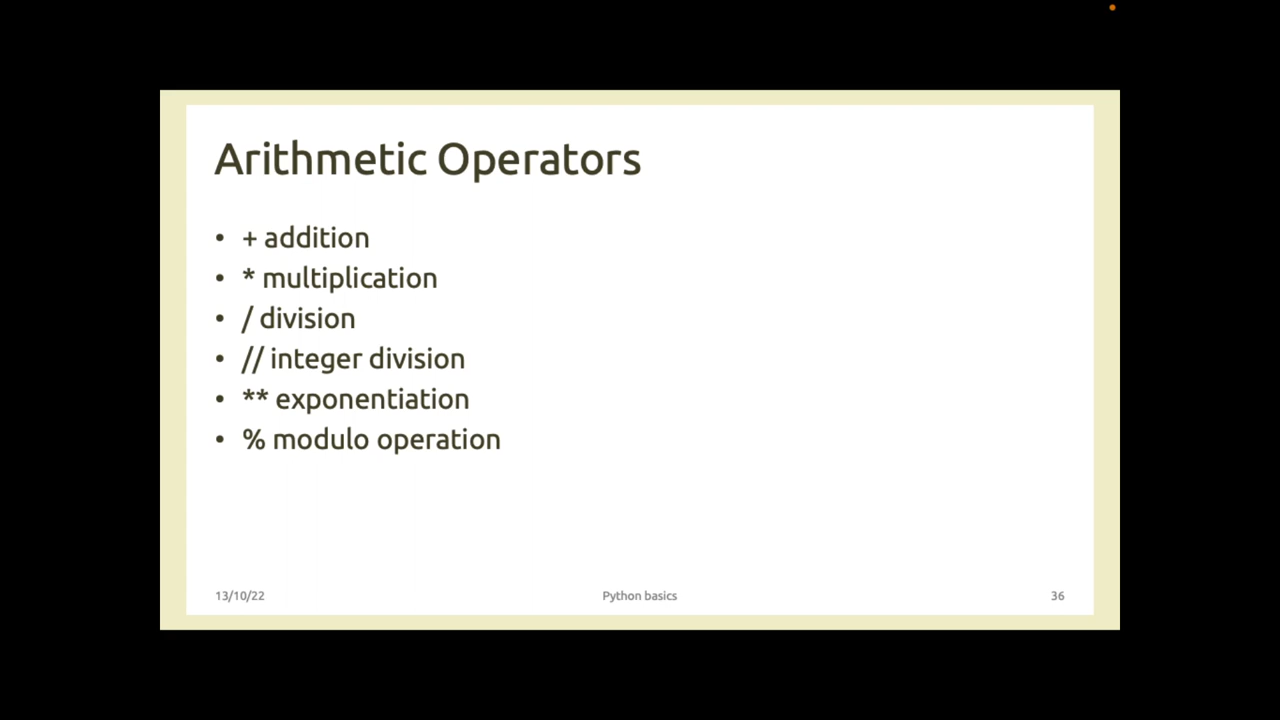 Arithmetic Operators
• + addition
• * multiplication
• / division
• // integer division
• ** exponentiation
• % modulo operation
13/10/22 Python basics 36